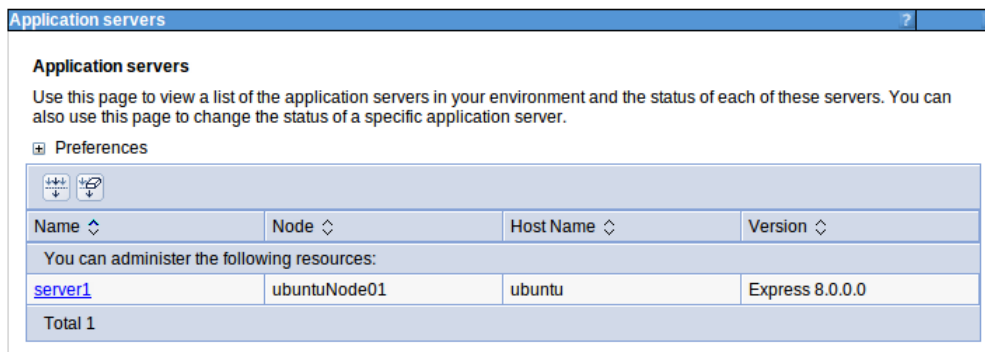 Application servers ?
Application servers
Use this page to view a list of the application servers in your environment and the status of each of these servers. You can
also use this page to change the status of a specific application server.
Preferences
Name Node Host Name Version
You can administer the following resources:
server1 ubuntuNode01 ubuntu Express 8.0.0.0
Total 1